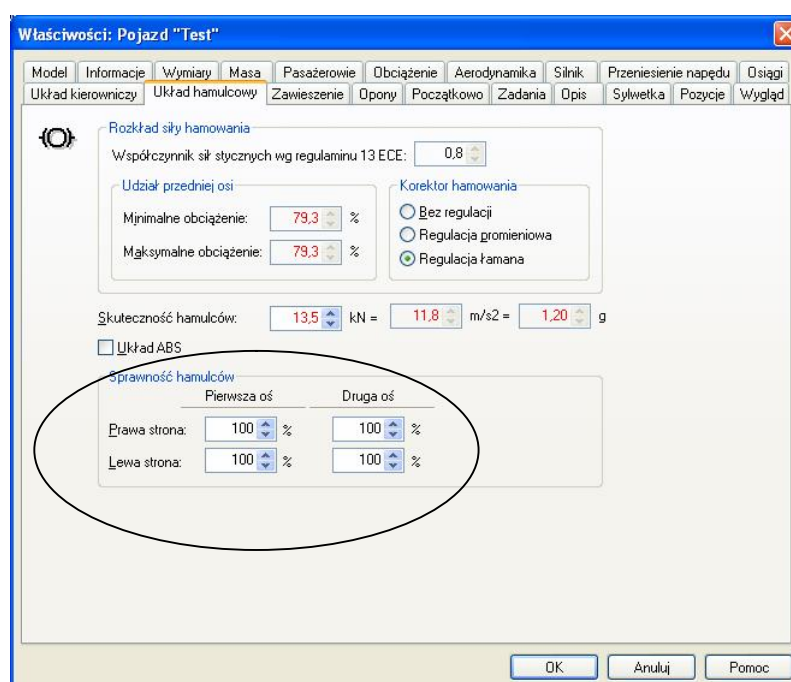 Właściwości: Pojazd "Test"
Model Informacje Wymiary Masa Pasażerowie Obciążenie Aerodynamika Silnik Przeniesienie napędu Osiągi
Układ kierowniczy Układ hamulcowy Zawieszenie Opony Początkowo Zadania Opis Sylwetka Pozycje Wygląd
Rozkład siły hamowania
Współczynnik sił stycznych wg regulaminu 13 ECE: 0,8
Udział przedniej osi Korektor hamowania
Minimalne obciążenie: 79,3 % Bez regulacji
Regulacja promieniowa
Maksymalne obciążenie: 79,3 % Regulacja łamana
Skuteczność hamulców: 13,5 kN = 11,8 m/s2 = 1,20 g
Układ ABS
Sprawność hamulców
Pierwsza oś Druga oś
Prawa strona: 100 % 100 %
Lewa strona: 100 % 100 %
OK Anuluj Pomoc